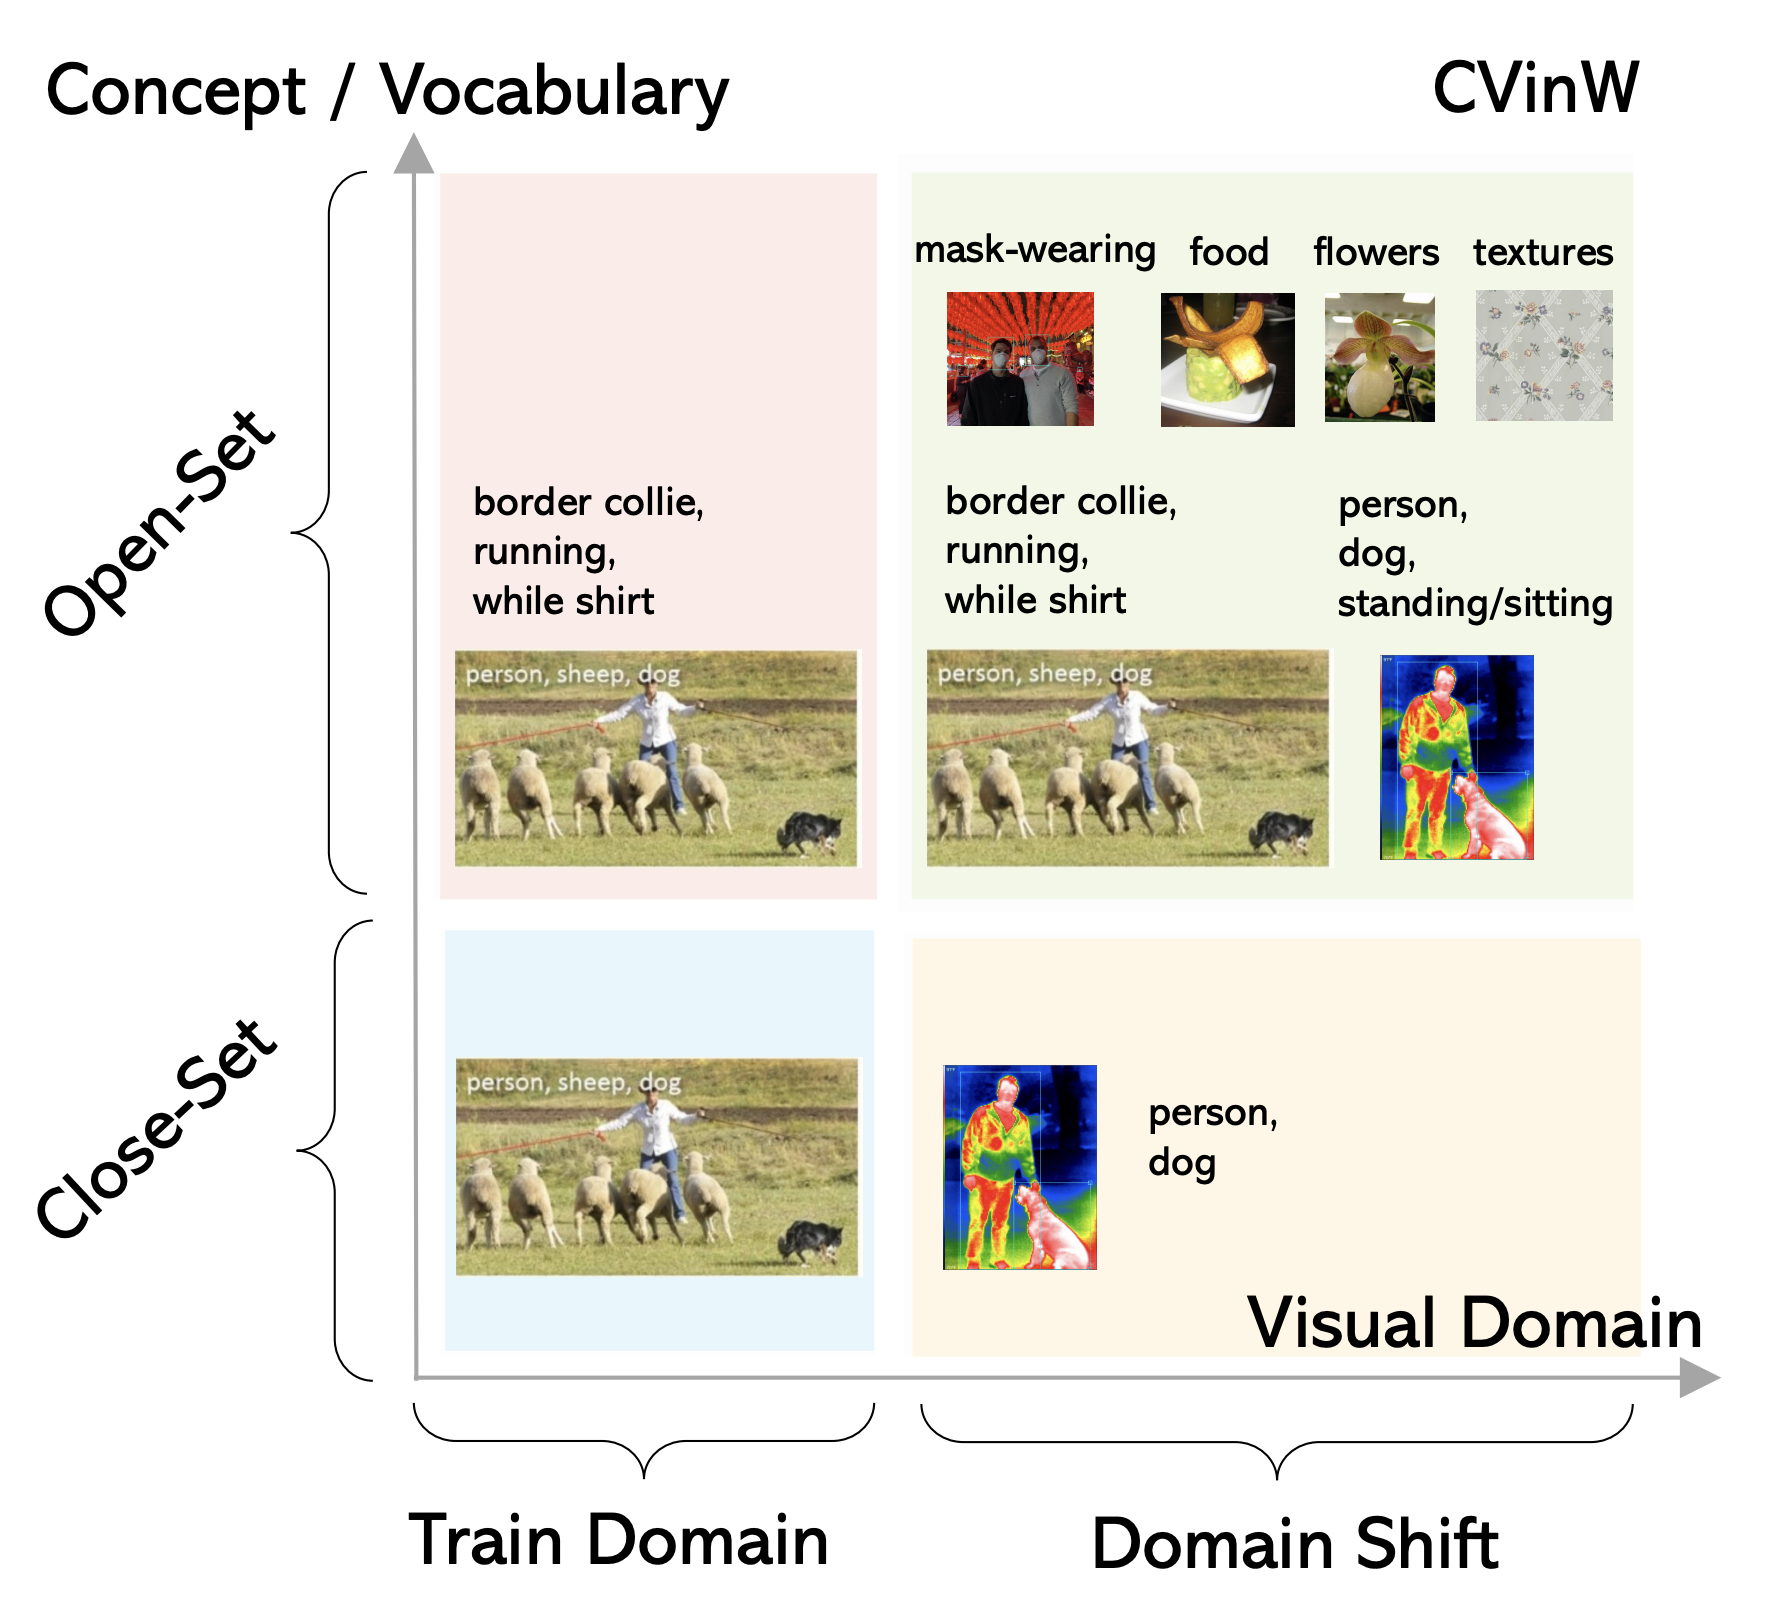 Concept / Vocabulary
CVinW
mask-wearing
food
flowers
textures
Open-Set
border collie,
running,
while shirt
border collie,
running,
while shirt
person,
dog,
standing/sitting
person, sheep, dog
person, sheep, dog
Close-Set
person, sheep, dog
person,
dog
Visual Domain
Train Domain
Domain Shift